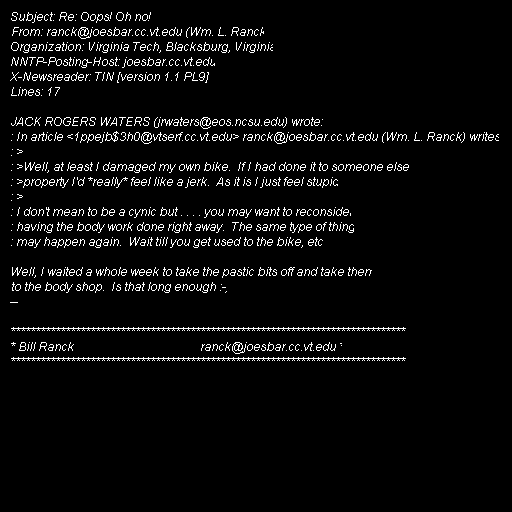 Subject: Re: Oops! Oh no!
From: ranck@joesbar.cc.vt.edu (Wm. L. Ranck
Organization: Virginia Tech, Blacksburg, Virginia
NNTP-Posting-Host: joesbar.cc.vt.edu
X-Newsreader: TIN [version 1.1 PL9]
Lines: 17

JACK ROGERS WATERS (jrwaters@eos.ncsu.edu) wrote:
: In article <1ppejb$3h0@vtserf.cc.vt.edu> ranck@joesbar.cc.vt.edu (Wm. L. Ranck) writes
: >
: >Well, at least I damaged my own bike.  If I had done it to someone else
: >property I'd *really* feel like a jerk.  As it is I just feel stupid
: >
: I don't mean to be a cynic but . . . . you may want to reconsider
: having the body work done right away.  The same type of thing
: may happen again.  Wait till you get used to the bike, etc

Well, I waited a whole week to take the pastic bits off and take them
to the body shop.  Is that long enough :-,
--

*******************************************************************************
* Bill Ranck                                     ranck@joesbar.cc.vt.edu *
*******************************************************************************